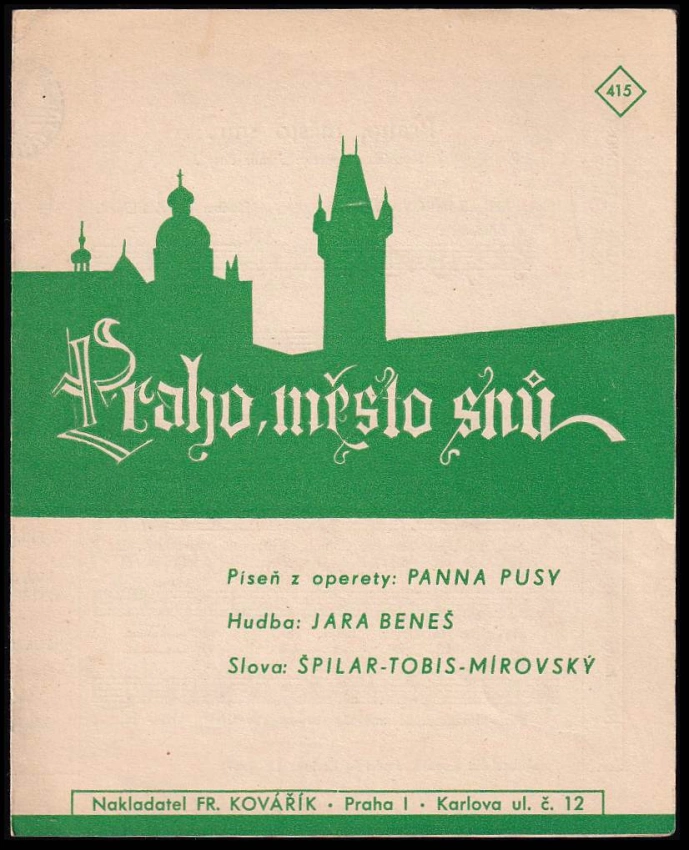 415
Praho, město snů
Piseň z operety: PANNA PUSY
Hudba: JARA BENEŠ
Slova: ŠPILAR-TOBIS-MÍROVSKÝ
Nakladatel FR. KOVÁŘÍK · Praha I · Karlova ul. č. 12